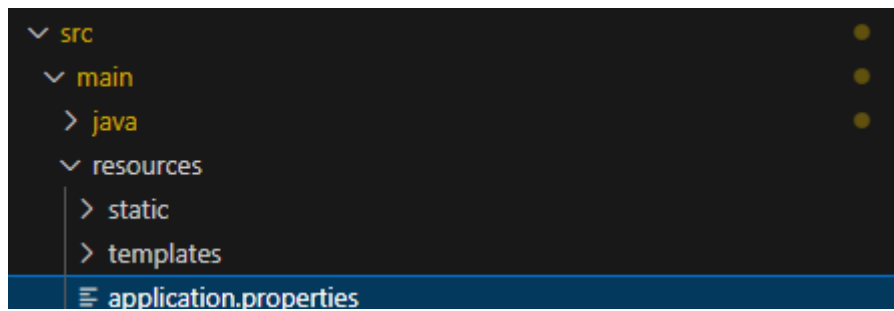 src
main
java
resources
static
templates
application.properties